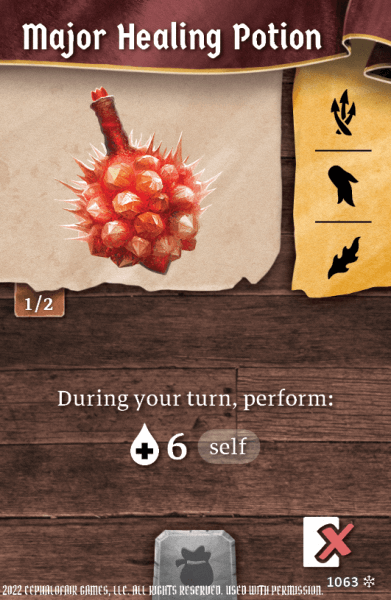 Major Healing Potion
1/2
During your turn, perform:
6 self
1063
2022 CEPHALOFAIR GAMES, LLC. ALL RIGHTS RESERVED. USED WITH PERMISSION.